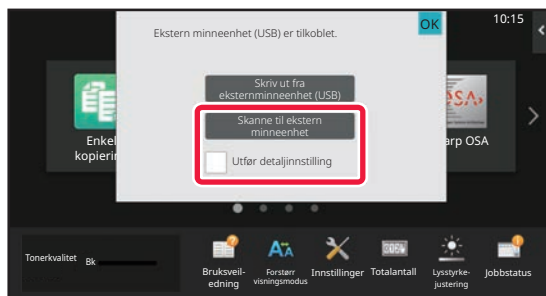 10:15
Ekstern minneenhet (USB) er tilkoblet.
OK
Skriv ut fra
eksternminneenhet (USB)
Skanne til ekstern
minneenhet
Utfør detaljinnstilling
Enkel
kopierin
arp OSA
Tonerkvalitet
Bk
Bruksveil-
edning
Forstørr
visningsmodus
Innstillinger
Totalantall
Lysstyrke-
justering
Jobbstatus